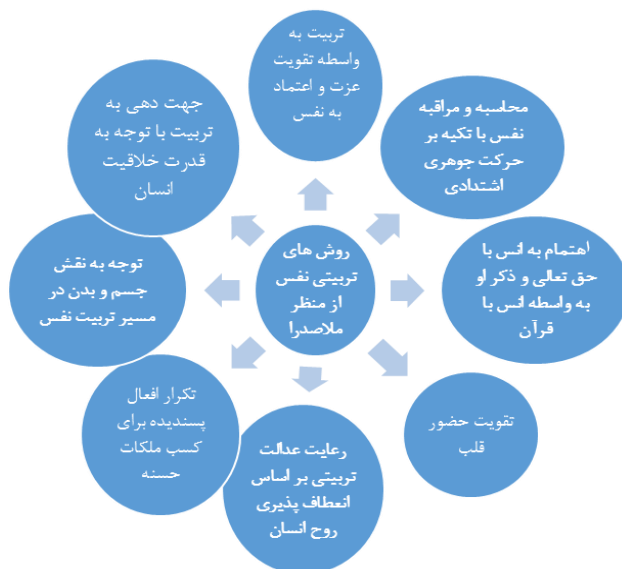 تربیت به
واسطه تقویت
عزت و اعتماد
به نفس
محاسبه و مراقبه
نفس با تکیه بر
حرکت جوهری
اشتدادی
اهتمام به انس با
حق تعالی و ذکر او
به واسطه انس با
قرآن
تقویت حضور
قلب
رعایت عدالت
تربیتی بر اساس
انعطاف پذیری
روح انسان
تکرار افعال
پسندیده برای
کسب ملکات
حسنه
توجه به نقش
جسم و بدن در
مسیر تربیت نفس
جهت دهی به
تربیت با توجه به
قدرت خلاقیت
انسان
روش های
تربیتی نفس
از منظر
ملاصدرا